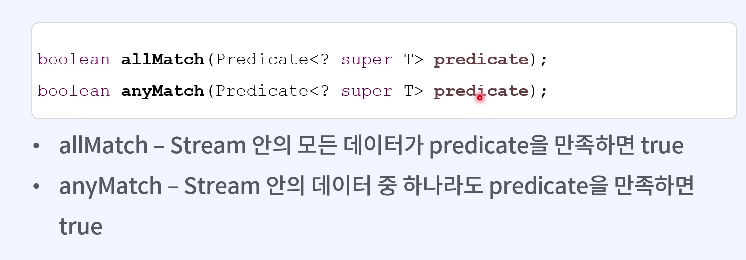 boolean allMatch(Predicate<? super T> predicate);
boolean anyMatch(Predicate<? super T> predicate);
• allMatch – Stream 안의 모든 데이터가 predicate을 만족하면 true
• anyMatch – Stream 안의 데이터 중 하나라도 predicate을 만족하면
true